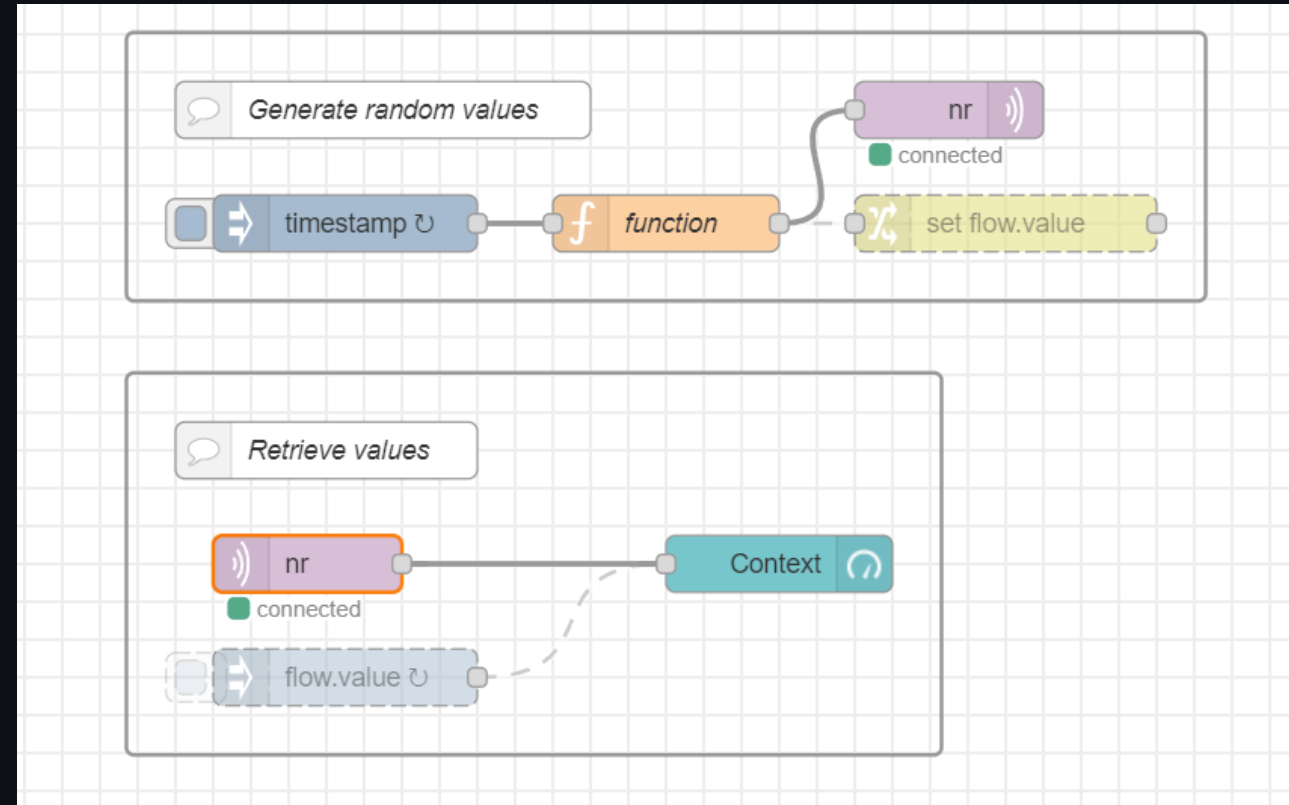 Generate random values
nr
connected
timestamp ↻
function
set flow.value
Retrieve values
nr
Context
connected
flow.value ↻